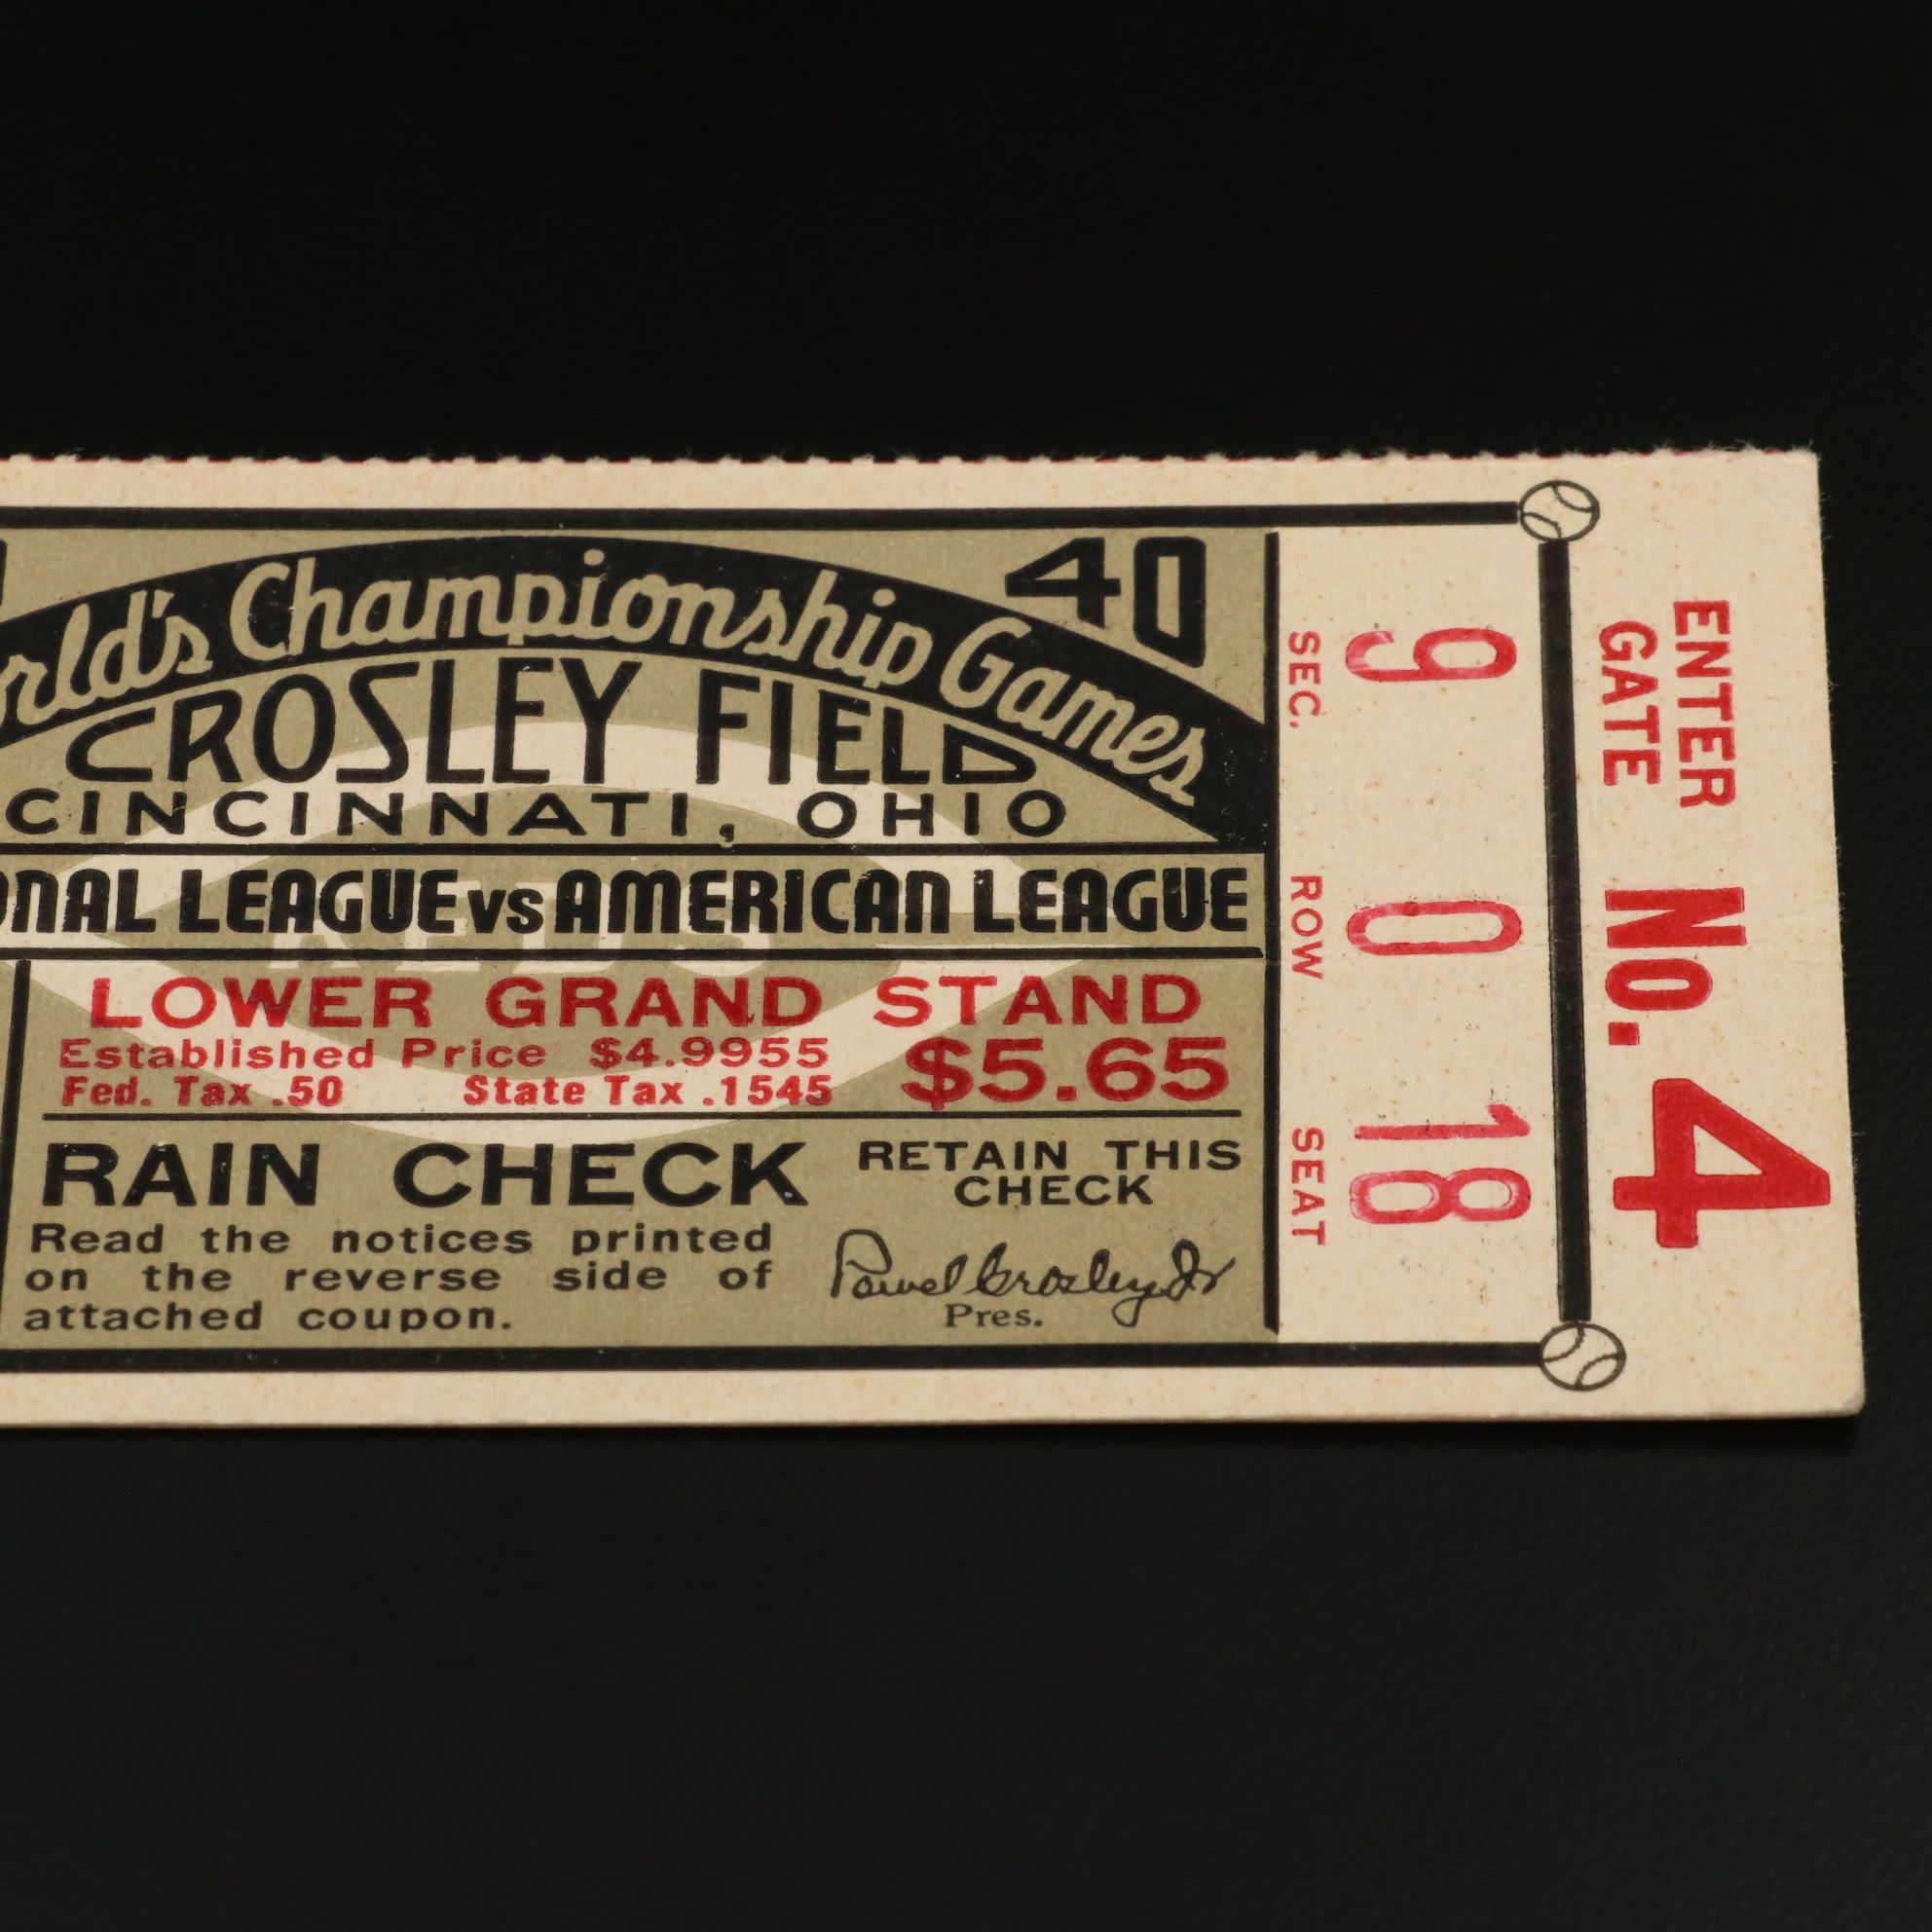 40
rld's Championship Games
CROSLEY FIELD
CINCINNATI, OHIO
ONAL LEAGUE vs AMERICAN LEAGUE
REDS
LOWER GRAND STAND
Established Price $4.9955
Fed. Tax .50 State Tax .1545
$5.65
RAIN CHECK
Read the notices printed
on the reverse side of
attached coupon.
RETAIN THIS
CHECK
Powel Crosley Jr
Pres.
SEC. ROW SEAT
9 0 18
ENTER
GATE
NO. 4